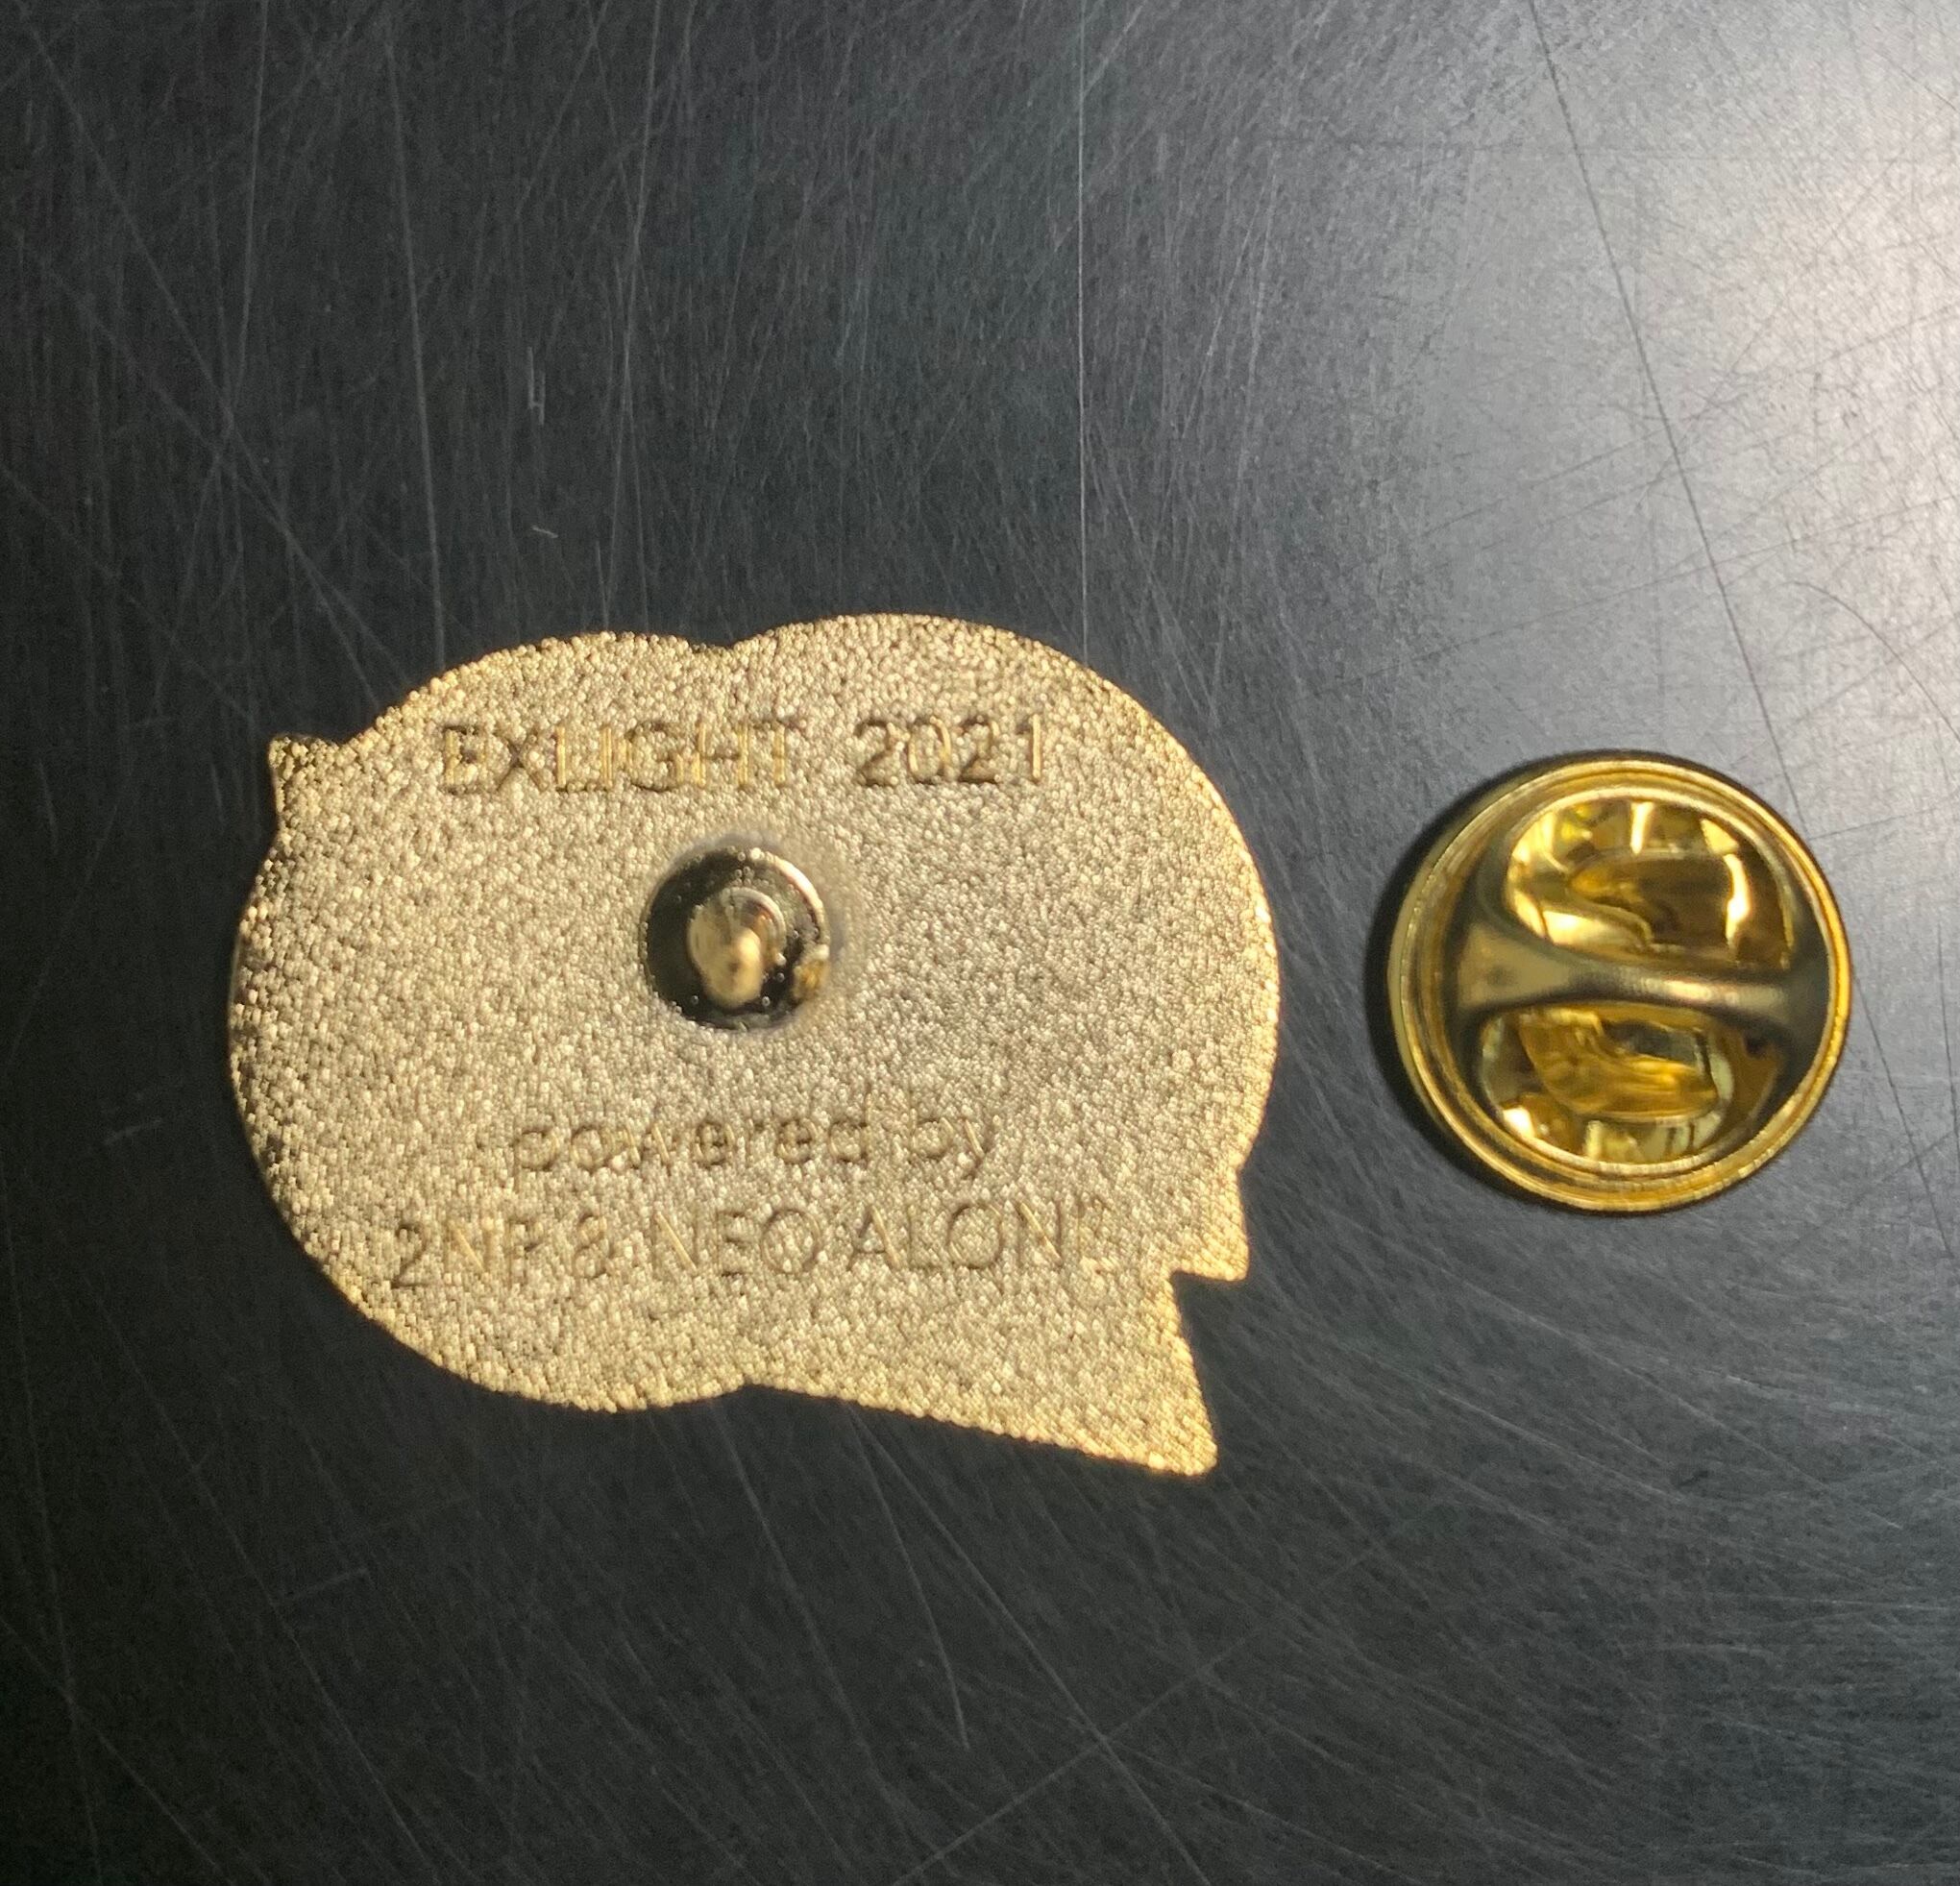 EXLIGHT 2021
powered by
2NF & NEO ALONE